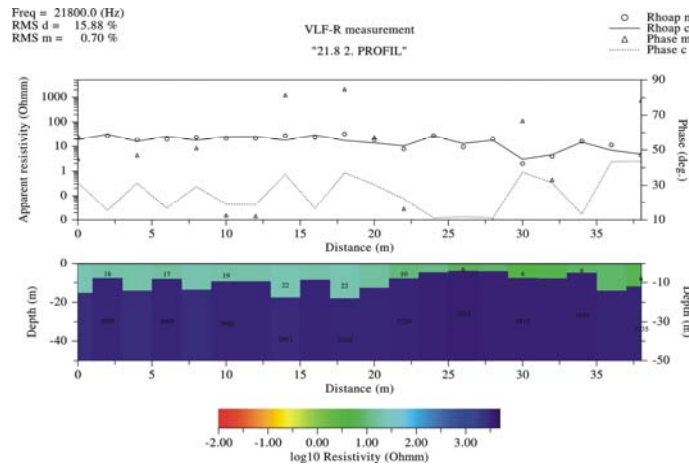 Freq = 21800.0 (Hz)
RMS d = 15.88 %
RMS m = 0.70 %
VLF-R measurement
"21.8 2. PROFIL"
Rhoap m
Rhoap c
Phase m
Phase c
Apparent resistivity (Ohmm)
1000
100
10
1
0
0
Phase (deg.)
90
70
50
30
10
0 5 10 15 20 25 30 35
Distance (m)
Depth (m)
0
-20
-40
16 17 19 22 22 10 6
Depth (m)
0
-10
-30
-50
0 5 10 15 20 25 30 35
Distance (m)
-2.00 -1.00 0.00 1.00 2.00 3.00
log10 Resistivity (Ohmm)